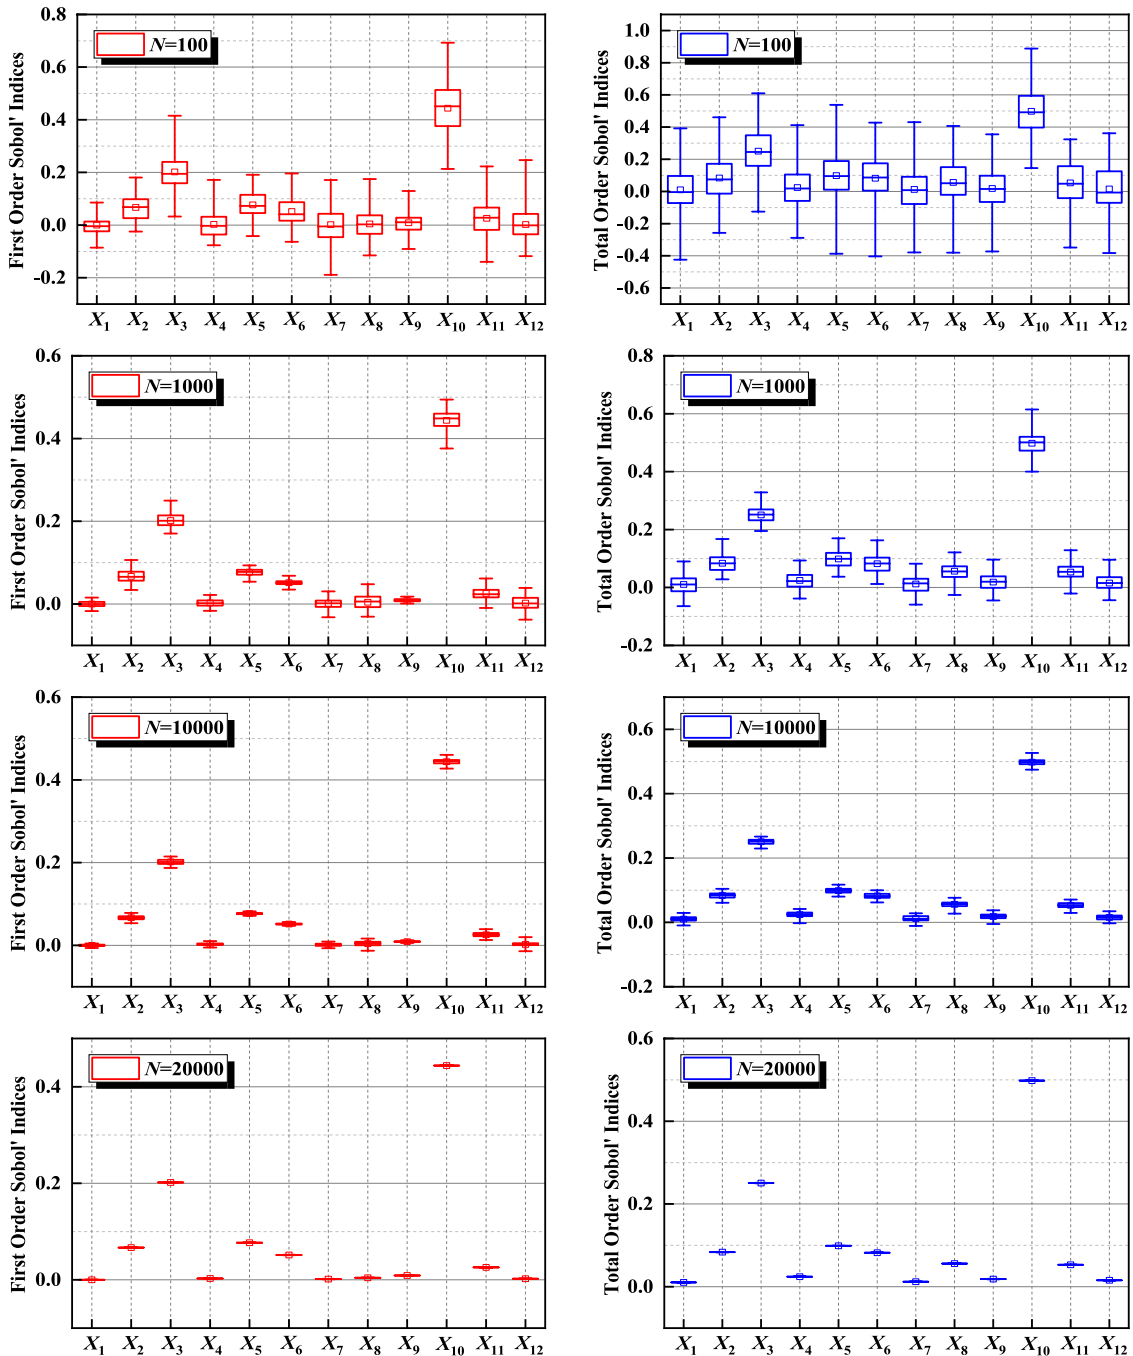 First Order Sobol' Indices
0.8
0.6
0.4
0.2
0.0
-0.2
N=100
X1 X2 X3 X4 X5 X6 X7 X8 X9 X10 X11 X12
Total Order Sobol' Indices
1.0
0.8
0.6
0.4
0.2
0.0
-0.2
-0.4
-0.6
N=100
X1 X2 X3 X4 X5 X6 X7 X8 X9 X10 X11 X12
First Order Sobol' Indices
0.6
0.4
0.2
0.0
N=1000
X1 X2 X3 X4 X5 X6 X7 X8 X9 X10 X11 X12
Total Order Sobol' Indices
0.8
0.6
0.4
0.2
0.0
-0.2
N=1000
X1 X2 X3 X4 X5 X6 X7 X8 X9 X10 X11 X12
First Order Sobol' Indices
0.6
0.4
0.2
0.0
N=10000
X1 X2 X3 X4 X5 X6 X7 X8 X9 X10 X11 X12
Total Order Sobol' Indices
0.6
0.4
0.2
0.0
-0.2
N=10000
X1 X2 X3 X4 X5 X6 X7 X8 X9 X10 X11 X12
First Order Sobol' Indices
0.4
0.2
0.0
N=20000
X1 X2 X3 X4 X5 X6 X7 X8 X9 X10 X11 X12
Total Order Sobol' Indices
0.6
0.4
0.2
0.0
N=20000
X1 X2 X3 X4 X5 X6 X7 X8 X9 X10 X11 X12